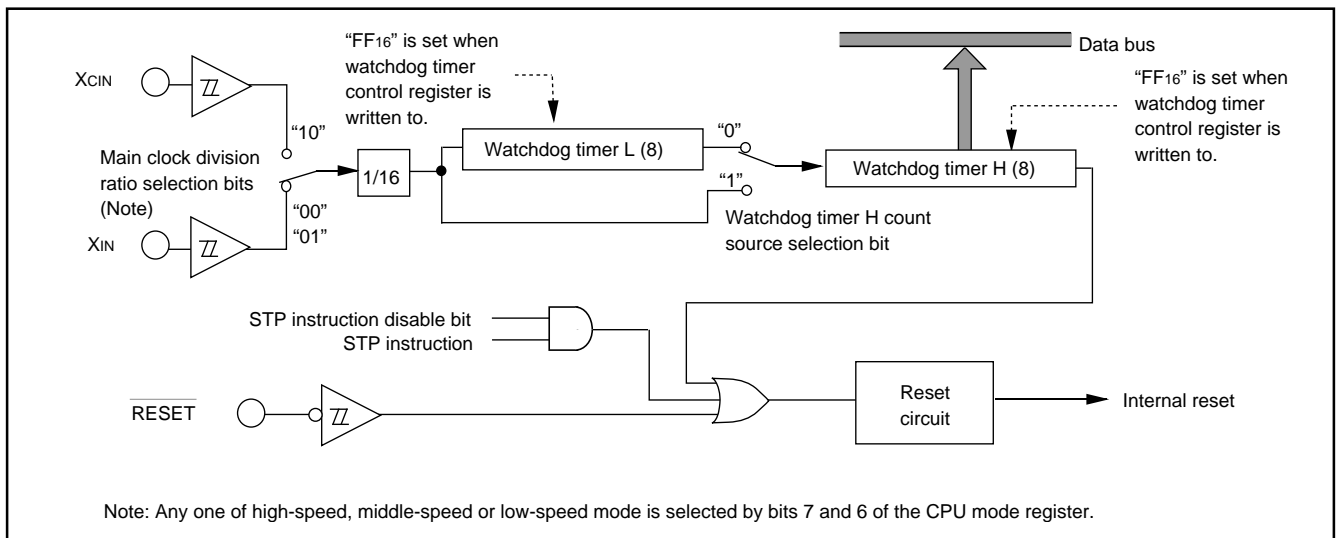 “FF16” is set when
watchdog timer
control register is
written to.
Data bus
“FF16” is set when
watchdog timer
control register is
written to.
XCIN
“10”
Main clock division
ratio selection bits
(Note)
“00”
“01”
XIN
1/16
Watchdog timer L (8)
“0”
“1”
Watchdog timer H count
source selection bit
Watchdog timer H (8)
STP instruction disable bit
STP instruction
RESET
Reset
circuit
Internal reset
Note: Any one of high-speed, middle-speed or low-speed mode is selected by bits 7 and 6 of the CPU mode register.